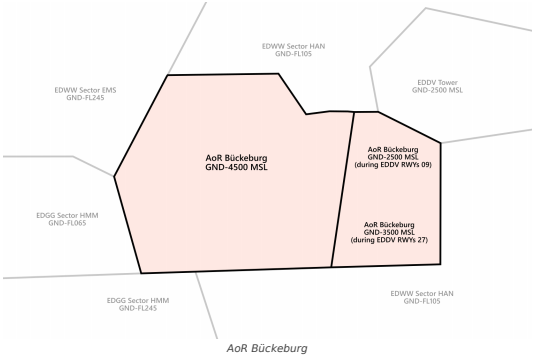 EDWW Sector HAN
GND-FL105
EDDV Tower
GND-2500 MSL
EDWW Sector EMS
GND-FL245
AoR Bückeburg
GND-2500 MSL
(during EDDV RWYs 09)
AoR Bückeburg
GND-4500 MSL
EDGG Sector HMM
GND-FL065
AoR Bückeburg
GND-3500 MSL
(during EDDV RWYs 27)
EDGG Sector HMM
GND-FL245
EDWW Sector HAN
GND-FL105
AoR Bückeburg